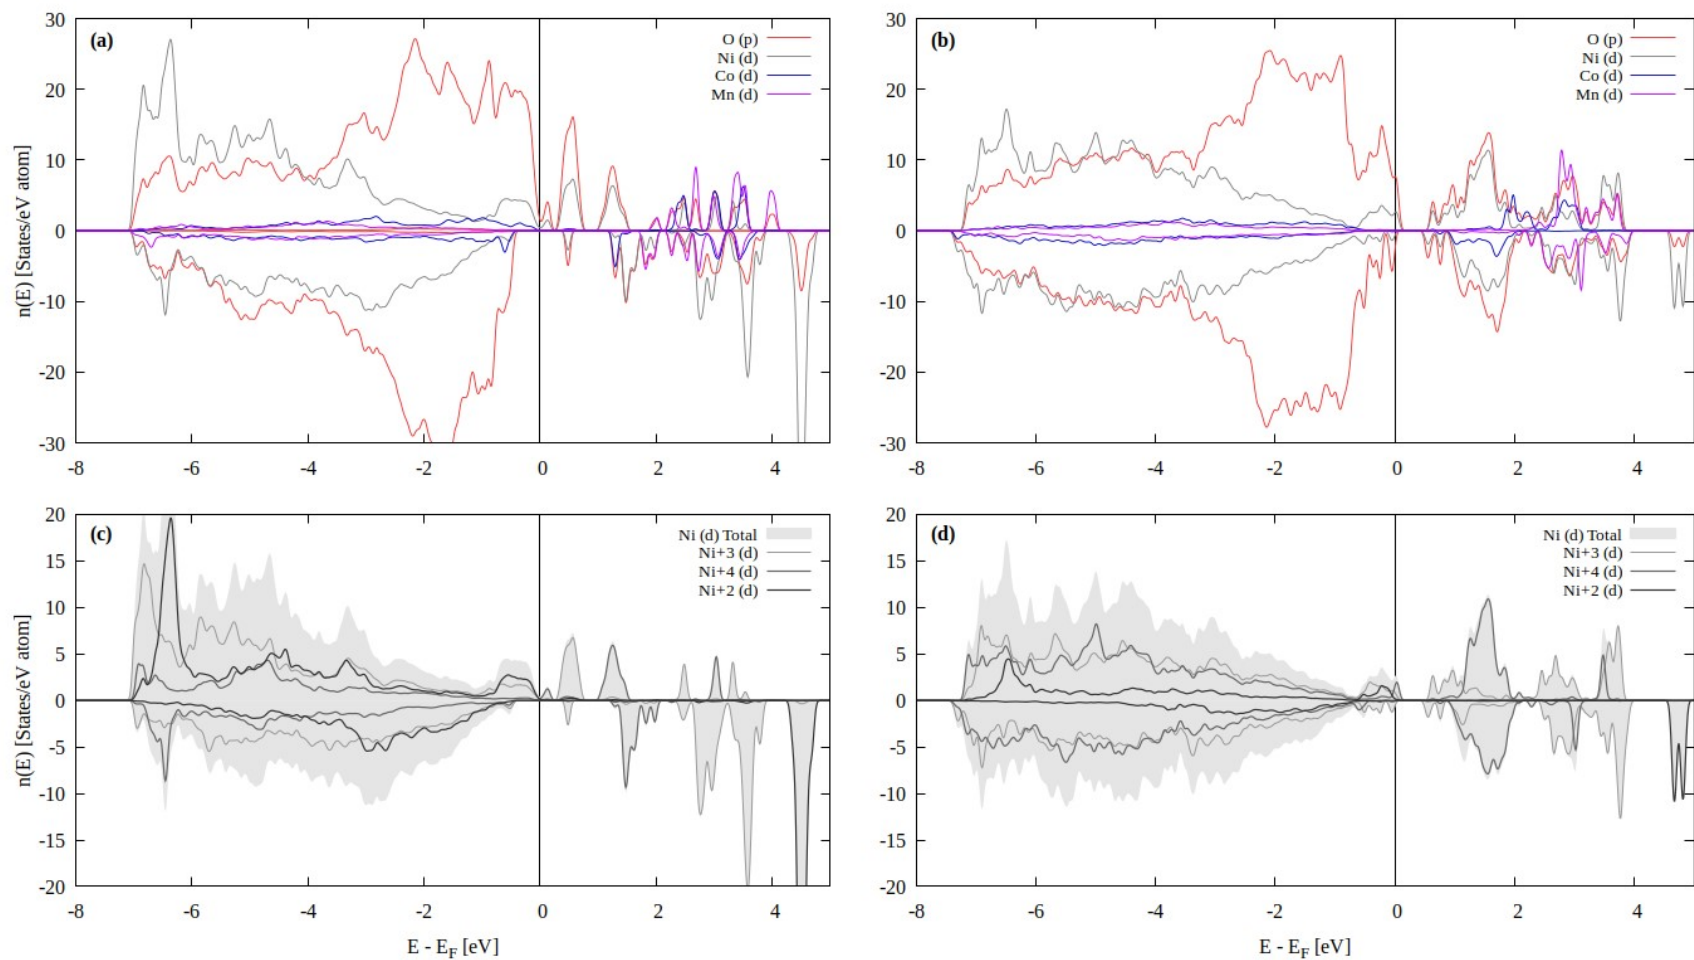 (a)
O (p)
Ni (d)
Co (d)
Mn (d)
n(E) [States/eV atom]
30
20
10
0
-10
-20
-30
-8 -6 -4 -2 0 2 4
(b)
O (p)
Ni (d)
Co (d)
Mn (d)
30
20
10
0
-10
-20
-30
-8 -6 -4 -2 0 2 4
(c)
Ni (d) Total
Ni+3 (d)
Ni+4 (d)
Ni+2 (d)
n(E) [States/eV atom]
20
15
10
5
0
-5
-10
-15
-20
-8 -6 -4 -2 0 2 4
E - EF [eV]
(d)
Ni (d) Total
Ni+3 (d)
Ni+4 (d)
Ni+2 (d)
20
15
10
5
0
-5
-10
-15
-20
-8 -6 -4 -2 0 2 4
E - EF [eV]